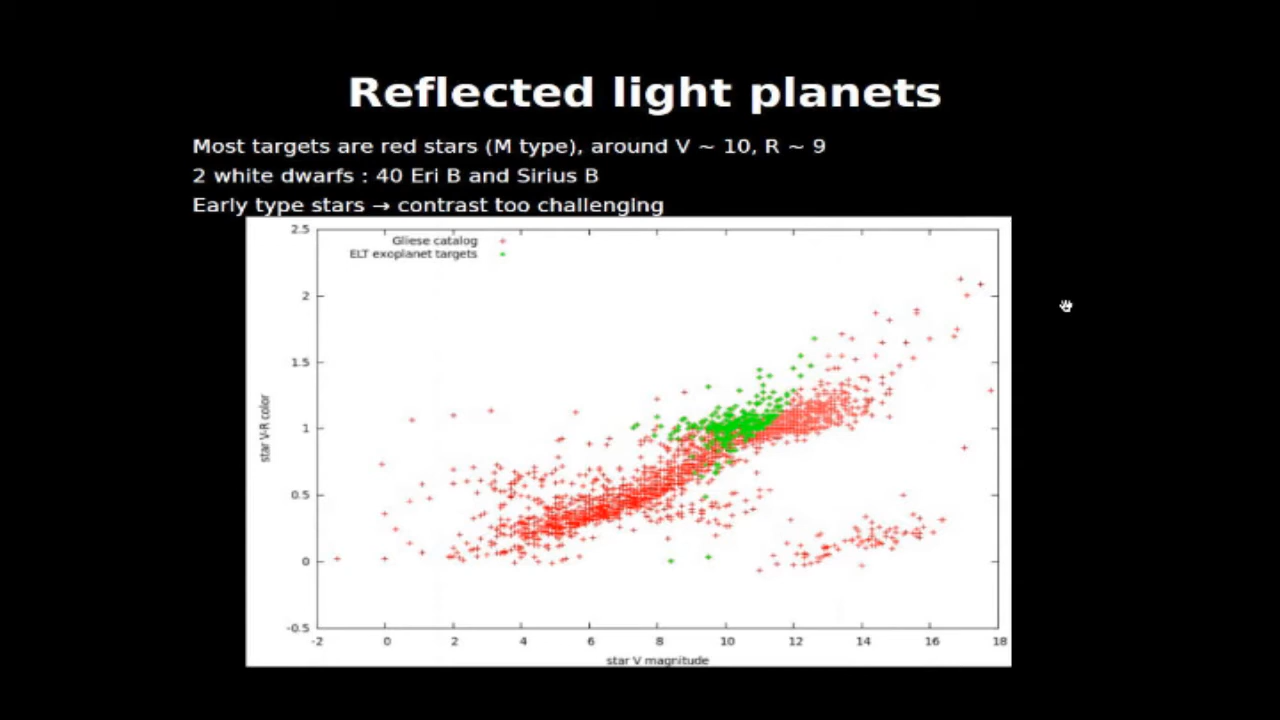 Reflected light planets
Most targets are red stars (M type), around V ~ 10, R ~ 9
2 white dwarfs : 40 Eri B and Sirius B
Early type stars → contrast too challenging
Gliese catalog
ELT exoplanet targets
2.5
2
1.5
1
0.5
0
-0.5
star V-R color
-2 0 2 4 6 8 10 12 14 16 18
star V magnitude